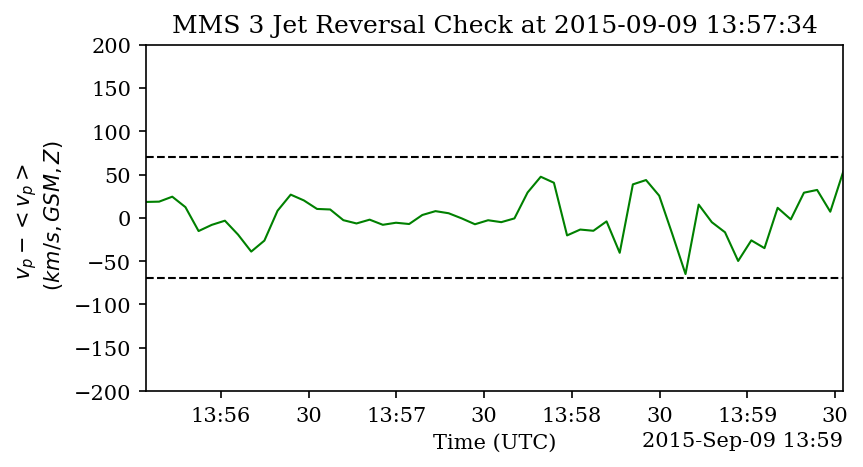 MMS 3 Jet Reversal Check at 2015-09-09 13:57:34
200
150
100
50
0
−50
−100
−150
−200
v_p − < v_p >
(km/s, GSM, Z)
13:56 30 13:57 30 13:58 30 13:59 30
Time (UTC) 2015-Sep-09 13:59